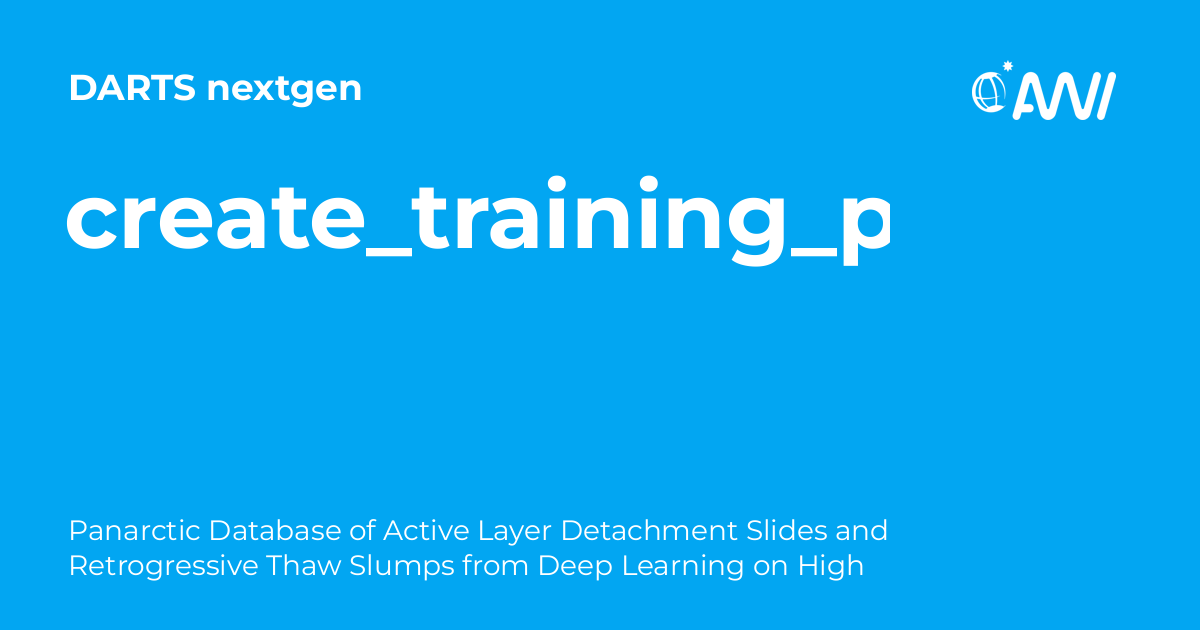 DARTS nextgen
AWI
create_training_p
Panarctic Database of Active Layer Detachment Slides and
Retrogressive Thaw Slumps from Deep Learning on High